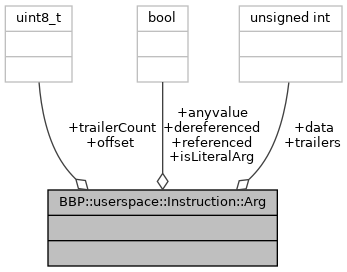 uint8_t
bool
unsigned int
+trailerCount
+offset
+anyvalue
+dereferenced
+referenced
+isLiteralArg
+data
+trailers
BBP::userspace::Instruction::Arg